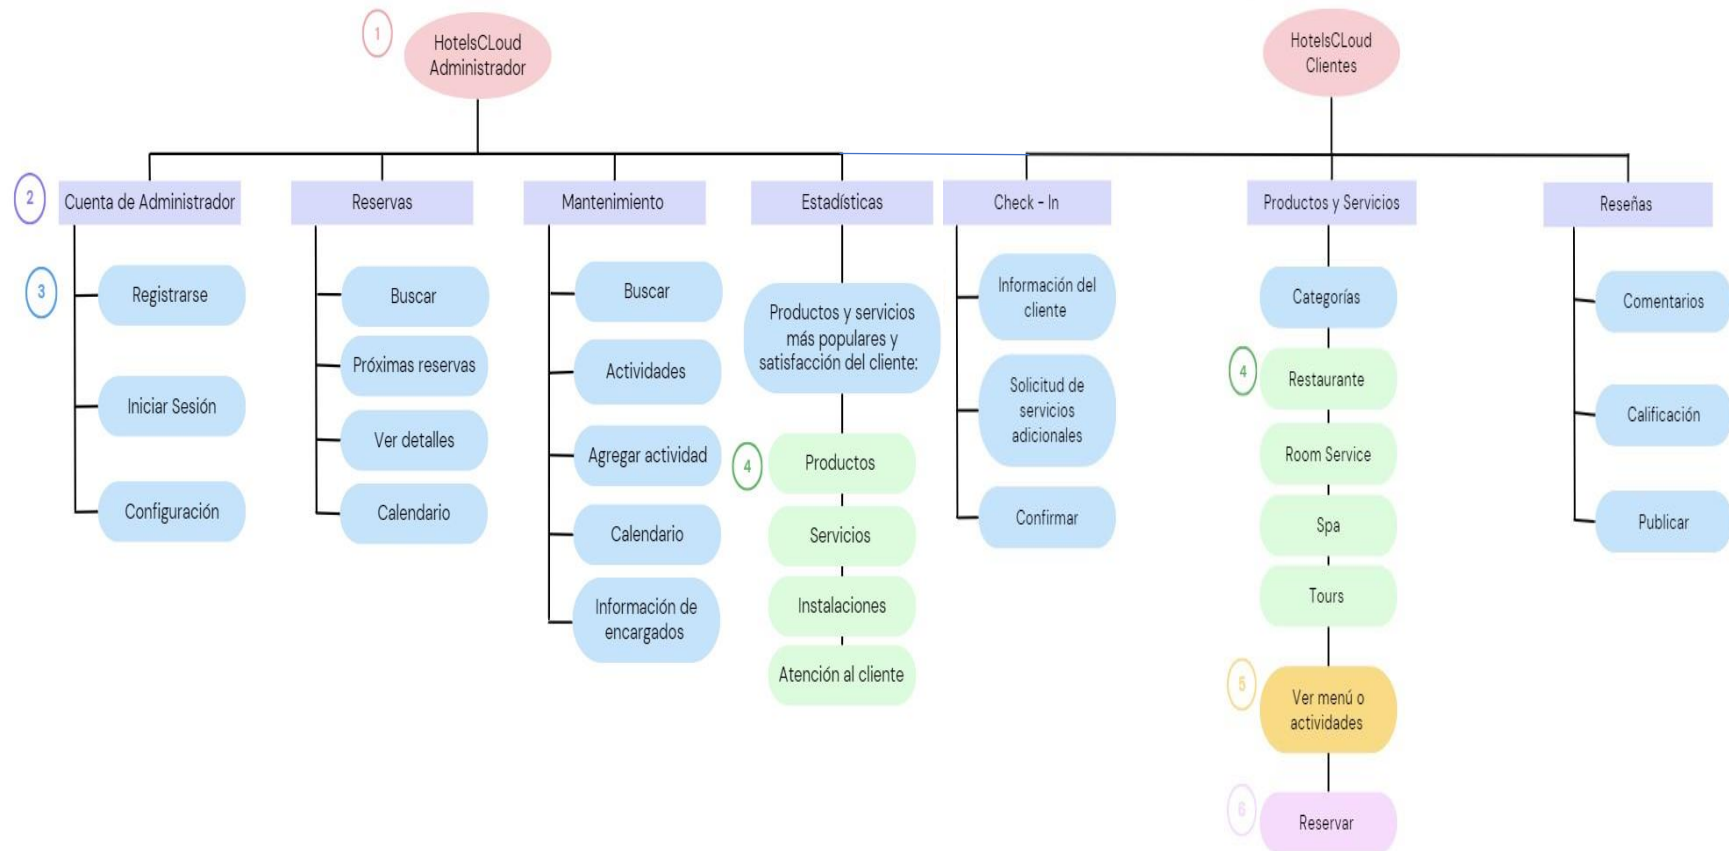 1
HotelsCLoud
Administrador
HotelsCLoud
Clientes
2
Cuenta de Administrador
Reservas
Mantenimiento
Estadísticas
Check - In
Productos y Servicios
Reseñas
3
Registrarse
Iniciar Sesión
Configuración
Buscar
Próximas reservas
Ver detalles
Calendario
Buscar
Actividades
Agregar actividad
Calendario
Información de
encargados
Productos y servicios
más populares y
satisfacción del cliente:
4
Productos
Servicios
Instalaciones
Atención al cliente
Información del
cliente
Solicitud de
servicios
adicionales
Confirmar
Categorías
4
Restaurante
Room Service
Spa
Tours
5
Ver menú o
actividades
6
Reservar
Comentarios
Calificación
Publicar